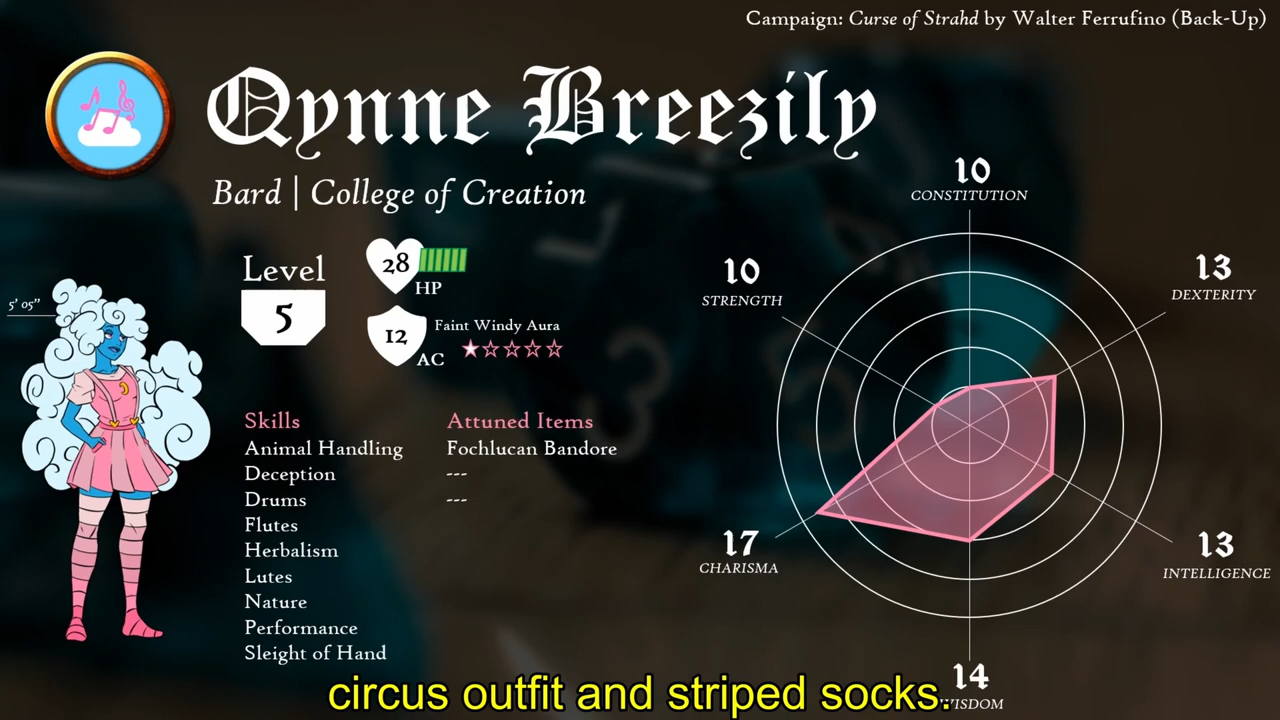 Campaign: Curse of Strahd by Walter Ferrufino (Back-Up)
Qynne Breezily
Bard | College of Creation
Level
5
28
HP
12
AC
Faint Windy Aura
5' 05"
Skills
Animal Handling
Deception
Drums
Flutes
Herbalism
Lutes
Nature
Performance
Sleight of Hand
Attuned Items
Fochlucan Bandore
---
---
10
CONSTITUTION
13
DEXTERITY
13
INTELLIGENCE
14
WISDOM
17
CHARISMA
10
STRENGTH
circus outfit and striped socks.